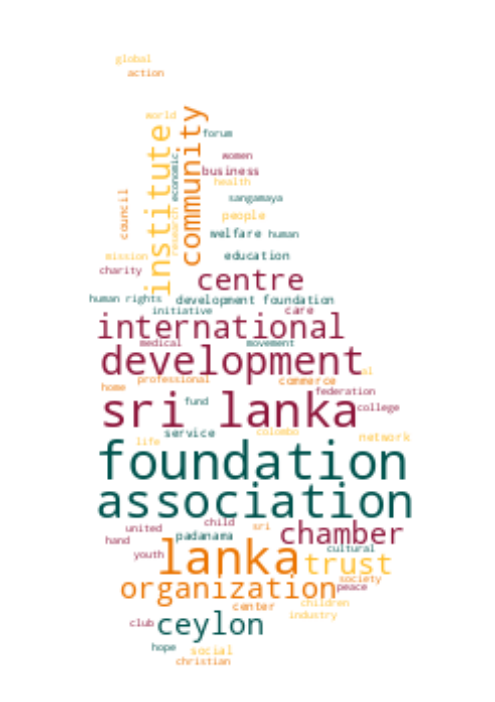 global
action
world
institute
community
forum
economic
women
business
health
research
council
sangamaya
people
welfare
human
mission
education
charity
centre
human rights
development foundation
initiative
care
international
medical
movement
development
professional
commerce
home
federation
sri lanka
fund
college
service
colombo
network
life
foundation
association
united
child
sri
chamber
hand
padanama
cultural
youth
lanka
trust
society
organization
peace
center
children
industry
club
ceylon
hope
social
christian